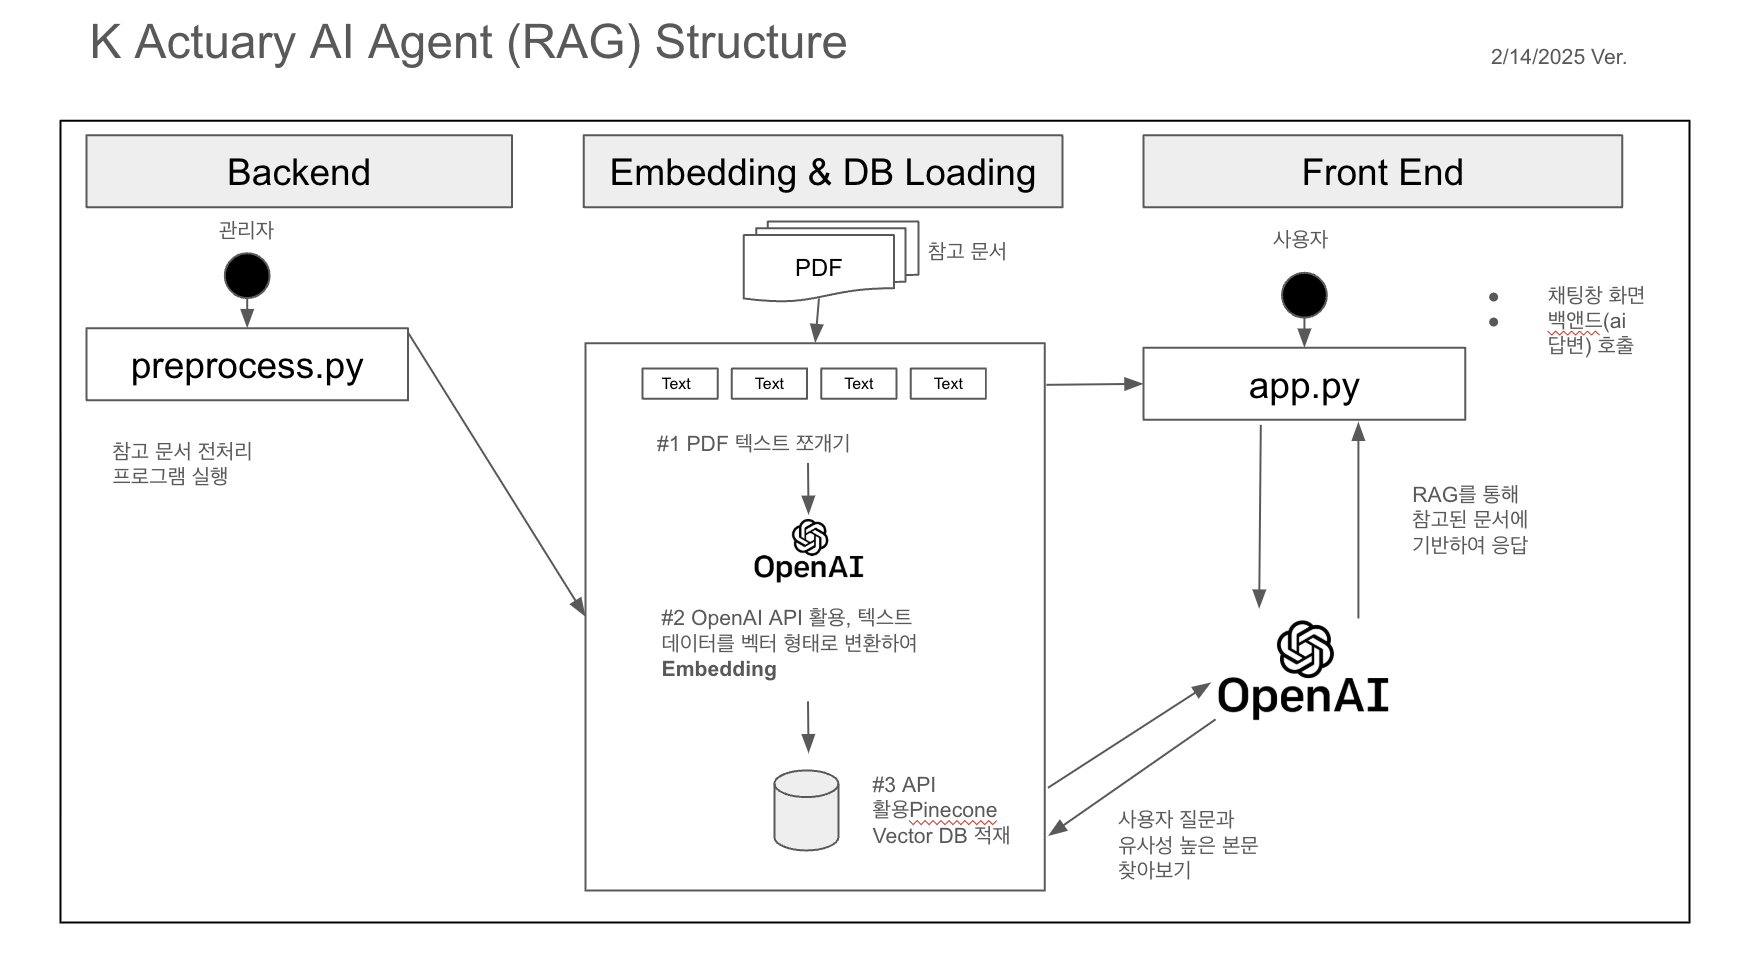 K Actuary AI Agent (RAG) Structure
2/14/2025 Ver.
Backend
관리자
preprocess.py
참고 문서 전처리
프로그램 실행
Embedding & DB Loading
PDF
참고 문서
Text
Text
Text
Text
#1 PDF 텍스트 쪼개기
OpenAI
#2 OpenAI API 활용, 텍스트
데이터를 벡터 형태로 변환하여
Embedding
#3 API
활용Pinecone
Vector DB 적재
Front End
사용자
● 채팅창 화면
● 백앤드(ai
답변) 호출
app.py
RAG를 통해
참고된 문서에
기반하여 응답
OpenAI
사용자 질문과
유사성 높은 본문
찾아보기